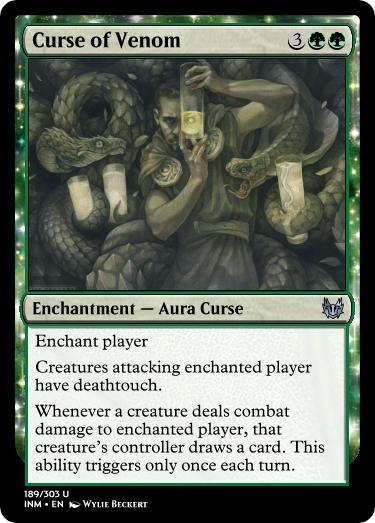 Curse of Venom 3
Enchantment — Aura Curse
Enchant player
Creatures attacking enchanted player
have deathtouch.
Whenever a creature deals combat
damage to enchanted player, that
creature's controller draws a card. This
ability triggers only once each turn.
189/303 U
INM • EN Wylie Beckert